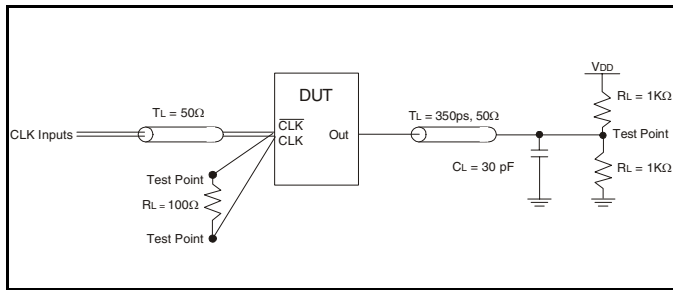 VDD
DUT
RL = 1KΩ
TL = 50Ω
TL = 350ps, 50Ω
CLK Inputs
CLK
CLK
Out
Test Point
CL = 30 pF
RL = 1KΩ
Test Point
RL = 100Ω
Test Point